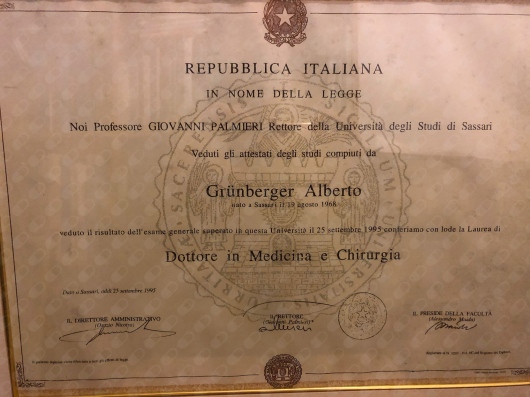 REPUBBLICA ITALIANA
IN NOME DELLA LEGGE
Noi Professore GIOVANNI PALMIERI Rettore della Università degli Studi di Sassari
Veduti gli attestati degli studi compiuti da
Grünberger Alberto
nato a Sassari il 19 agosto 1968
veduto il risultato dell'esame generale superato in questa Università il 25 settembre 1995 conferiamo con lode la Laurea di
Dottore in Medicina e Chirurgia
Dato a Sassari, addì 25 settembre 1995
IL DIRETTORE AMMINISTRATIVO
IL RETTORE
(Giovanni Palmieri)
IL PRESIDE DELLA FACOLTÀ